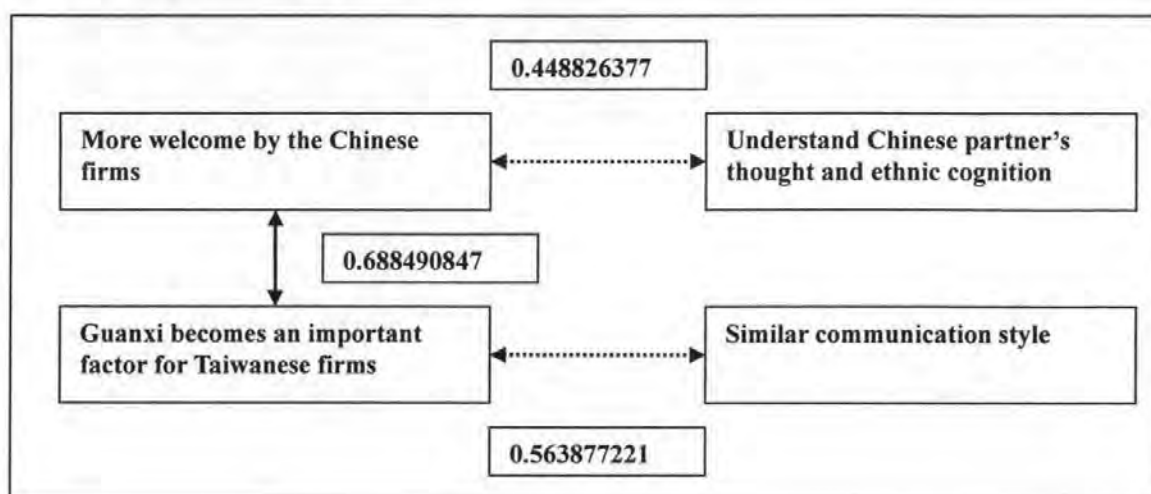 0.448826377
More welcome by the Chinese
firms
Understand Chinese partner's
thought and ethnic cognition
0.688490847
Guanxi becomes an important
factor for Taiwanese firms
Similar communication style
0.563877221